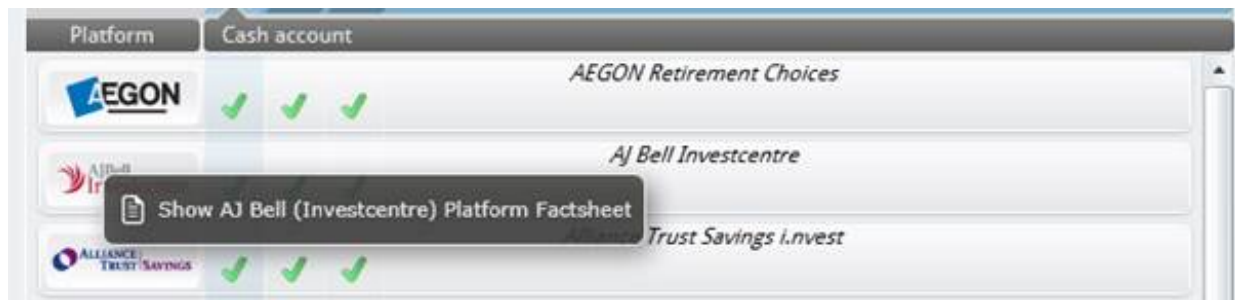 Platform
Cash account
AEGON
AEGON Retirement Choices
AJ Bell Investcentre
Show AJ Bell (Investcentre) Platform Factsheet
Trust Savings i.nvest
ALLIANCE
TRUST SAVINGS